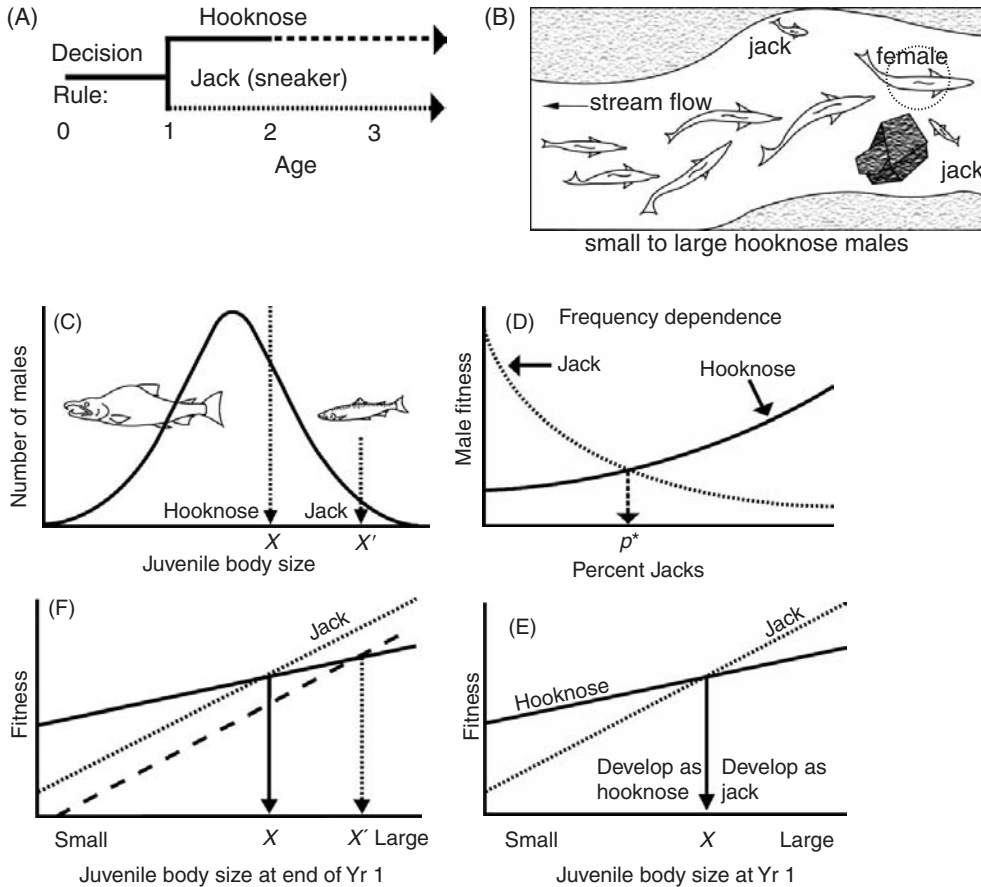 (A)
Hooknose
Decision
Rule:
Jack (sneaker)
0 1 2 3
Age
(B)
jack
female
stream flow
jack
small to large hooknose males
(C)
Number of males
Hooknose
Jack
X X′
Juvenile body size
(D)
Frequency dependence
Jack
Hooknose
Male fitness
p*
Percent Jacks
(F)
Jack
Fitness
Small X X′ Large
Juvenile body size at end of Yr 1
(E)
Jack
Hooknose
Fitness
Develop as
hooknose
Develop as
jack
Small X Large
Juvenile body size at Yr 1